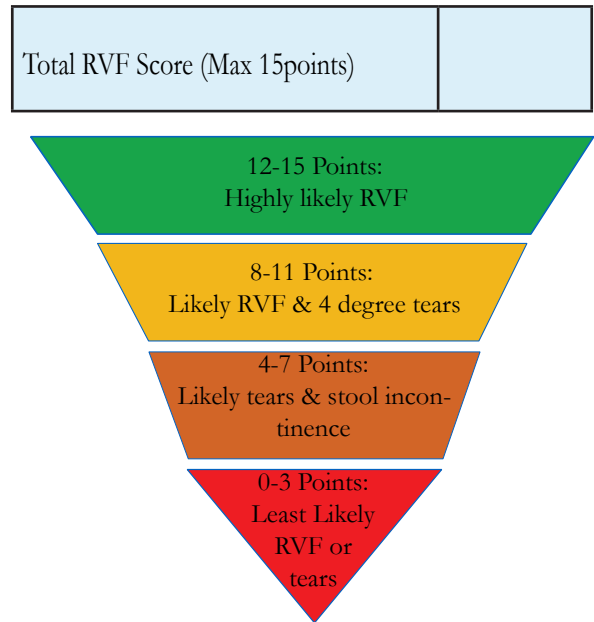 Total RVF Score (Max 15points)
12-15 Points:
Highly likely RVF
8-11 Points:
Likely RVF & 4 degree tears
4-7 Points:
Likely tears & stool incon-
tinence
0-3 Points:
Least Likely
RVF or
tears